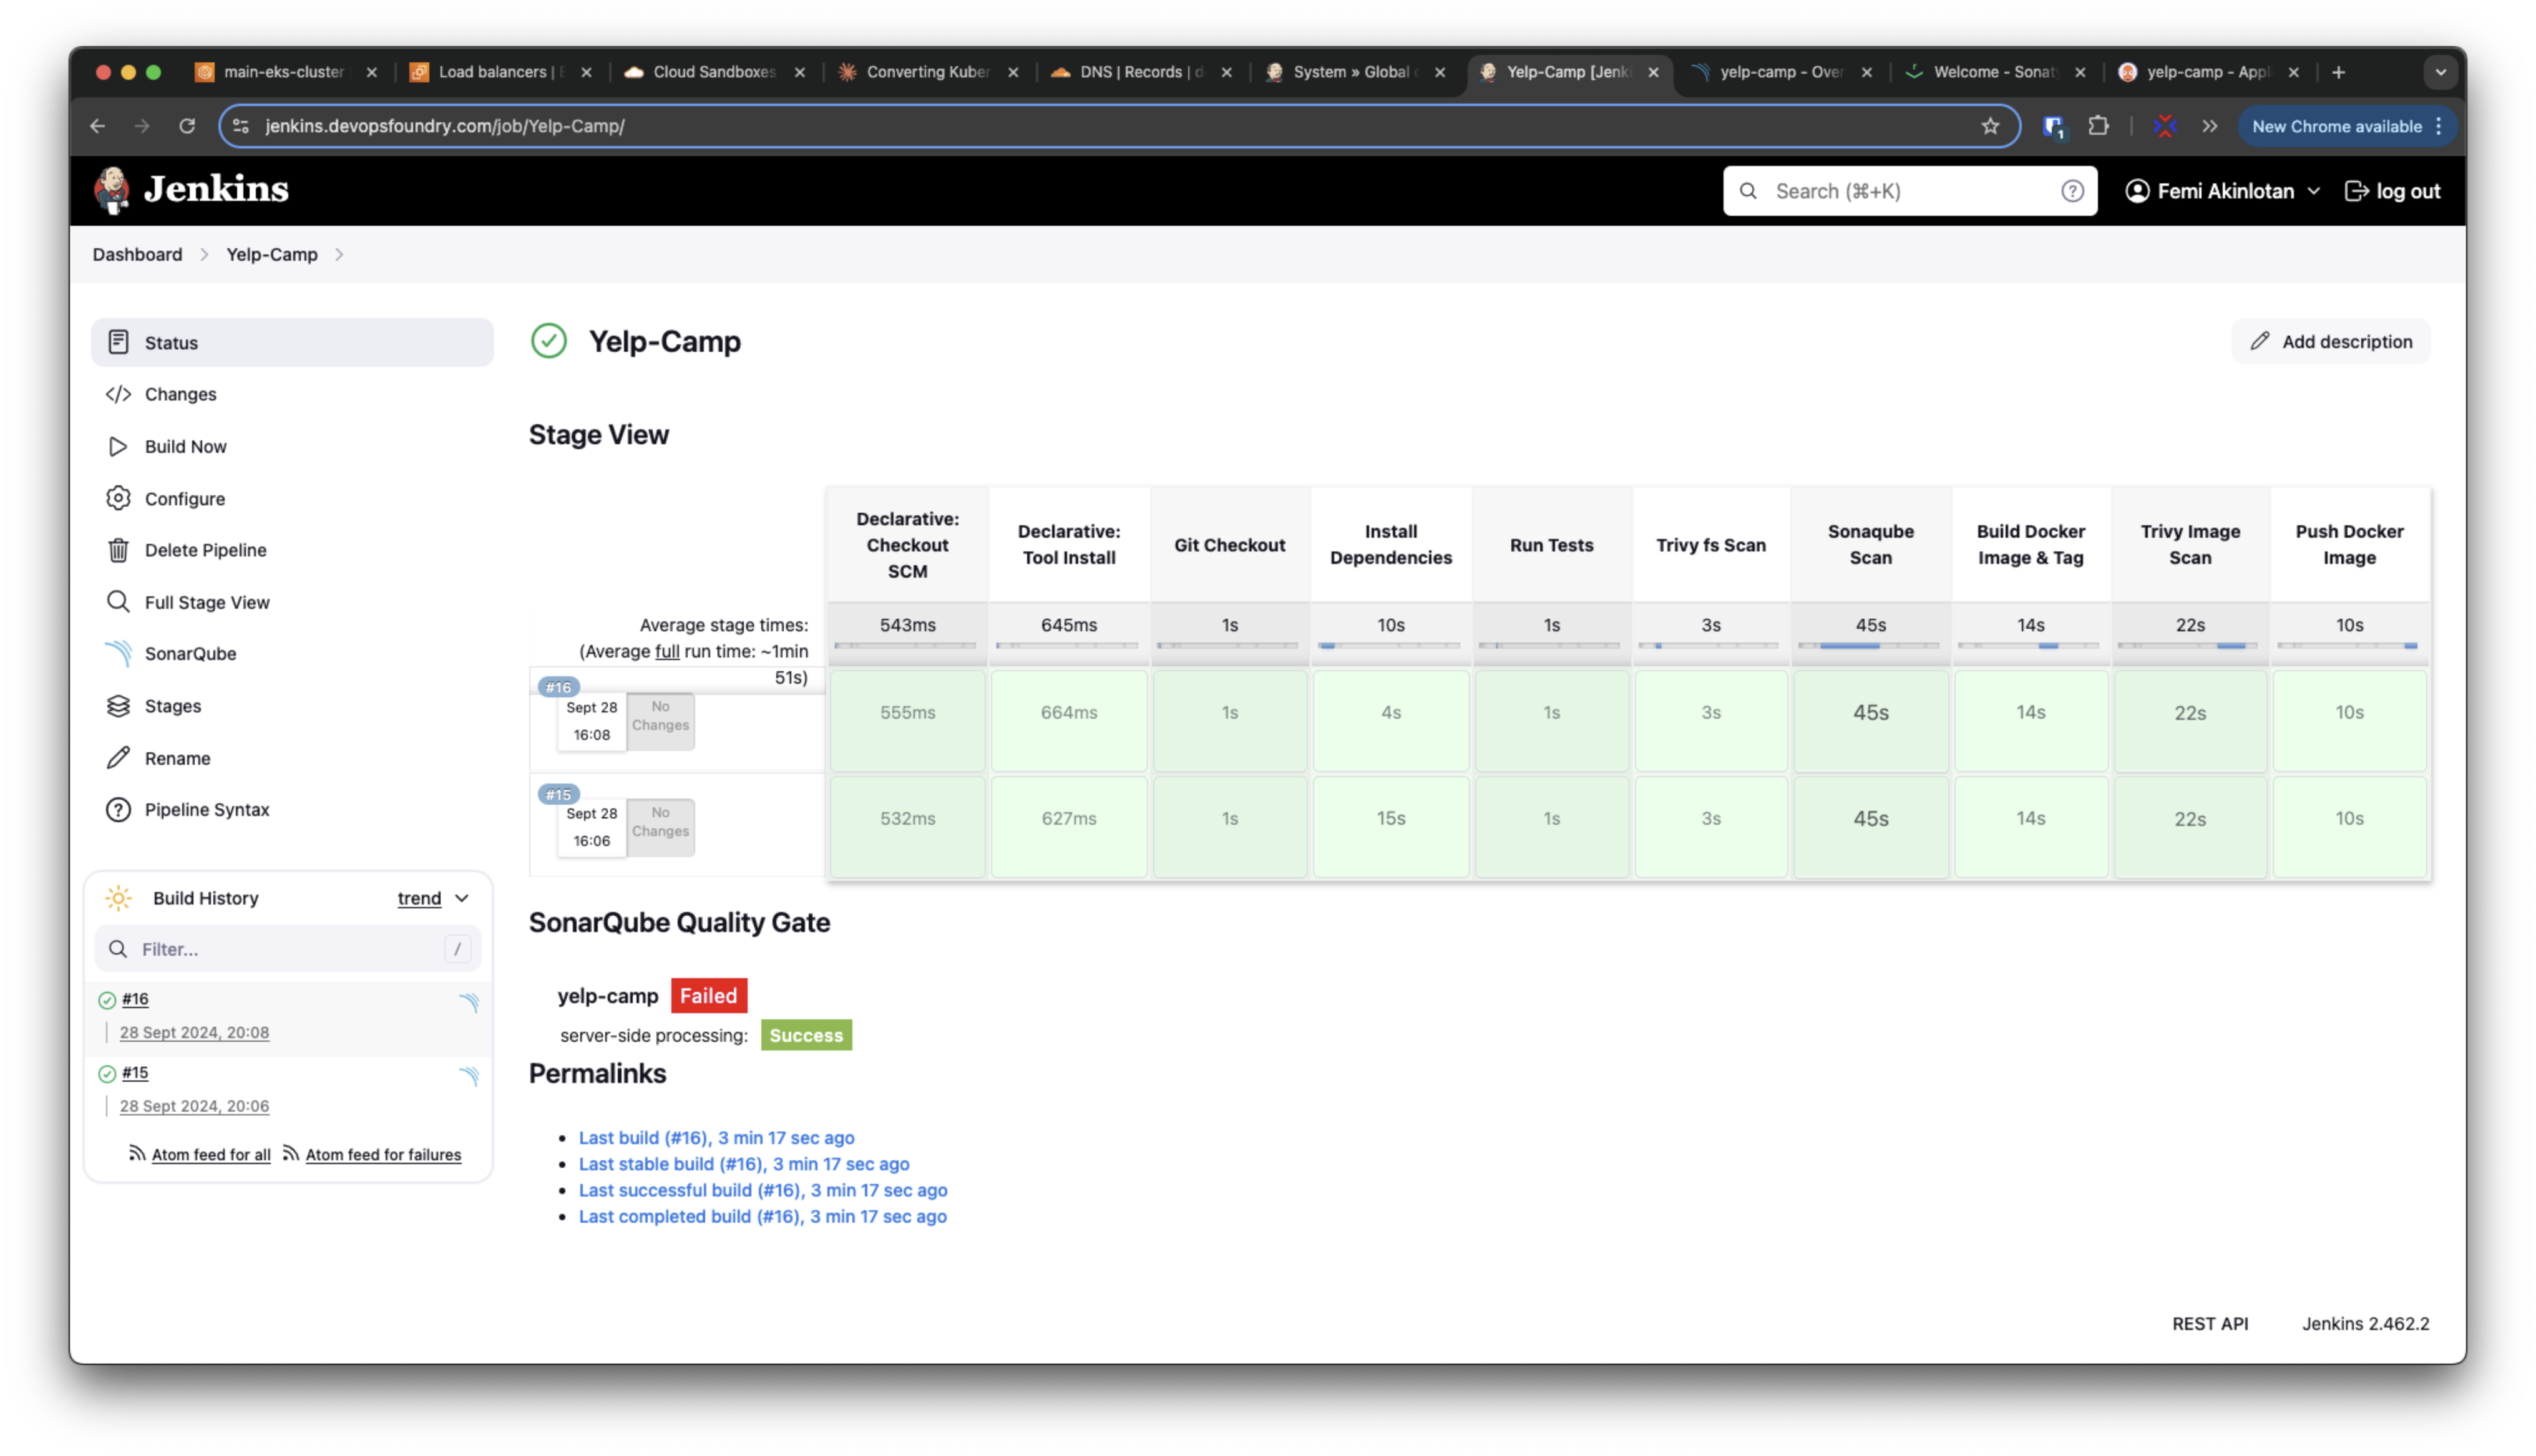 main-eks-cluster
Load balancers | E
Cloud Sandboxes
Converting Kuber
DNS | Records | d
System » Global c
Yelp-Camp [Jenki
yelp-camp - Over
Welcome - Sonat
yelp-camp - Appl
jenkins.devopsfoundry.com/job/Yelp-Camp/
1
New Chrome available
Jenkins
Search (⌘+K)
Femi Akinlotan
log out
Dashboard
Yelp-Camp
Status
Changes
Build Now
Configure
Delete Pipeline
Full Stage View
SonarQube
Stages
Rename
Pipeline Syntax
Build History
trend
Filter...
/
#16
28 Sept 2024, 20:08
#15
28 Sept 2024, 20:06
Atom feed for all
Atom feed for failures
Yelp-Camp
Add description
Stage View
Declarative:
Checkout
SCM
Declarative:
Tool Install
Git Checkout
Install
Dependencies
Run Tests
Trivy fs Scan
Sonaqube
Scan
Build Docker
Image & Tag
Trivy Image
Scan
Push Docker
Image
Average stage times:
(Average full run time: ~1min
51s)
543ms
645ms
1s
10s
1s
3s
45s
14s
22s
10s
#16
Sept 28
16:08
No
Changes
555ms
664ms
1s
4s
1s
3s
45s
14s
22s
10s
#15
Sept 28
16:06
No
Changes
532ms
627ms
1s
15s
1s
3s
45s
14s
22s
10s
SonarQube Quality Gate
yelp-camp Failed
server-side processing: Success
Permalinks
Last build (#16), 3 min 17 sec ago
Last stable build (#16), 3 min 17 sec ago
Last successful build (#16), 3 min 17 sec ago
Last completed build (#16), 3 min 17 sec ago
REST API
Jenkins 2.462.2